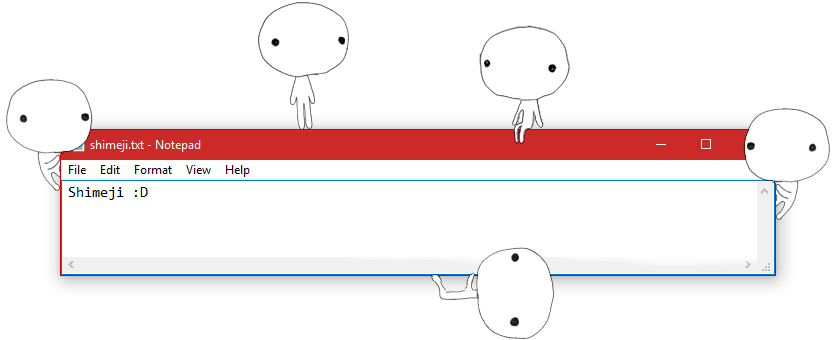 shimeji.txt - Notepad
File Edit Format View Help
Shimeji :D